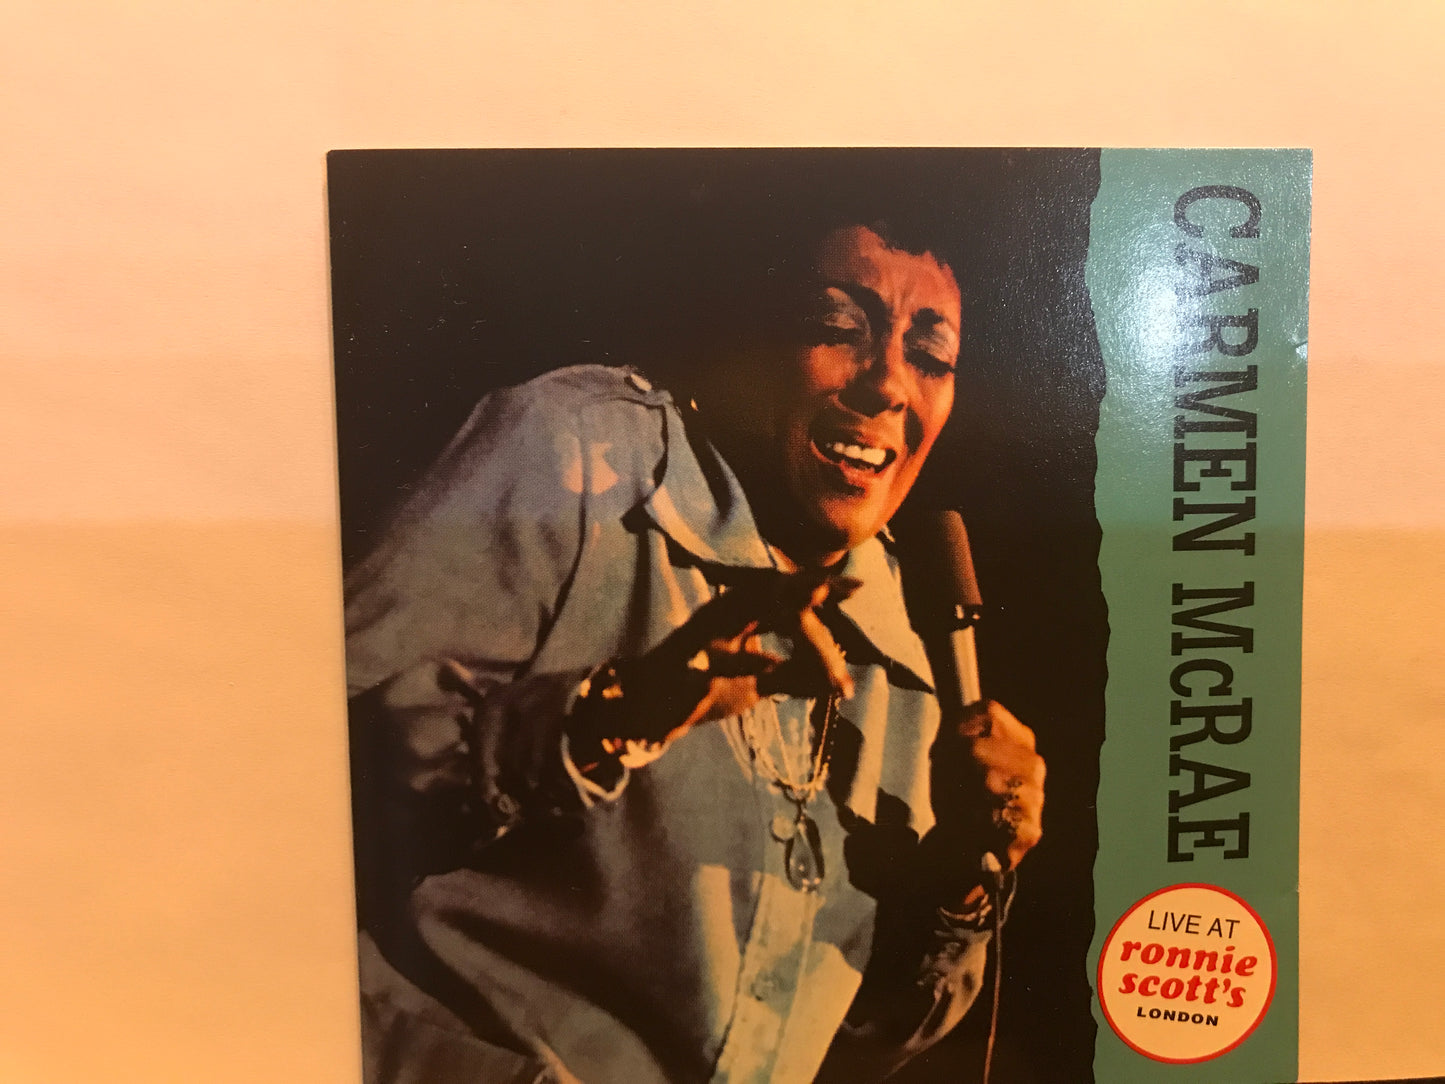 CARMEN McRAE
LIVE AT
ronnie
scott's
LONDON